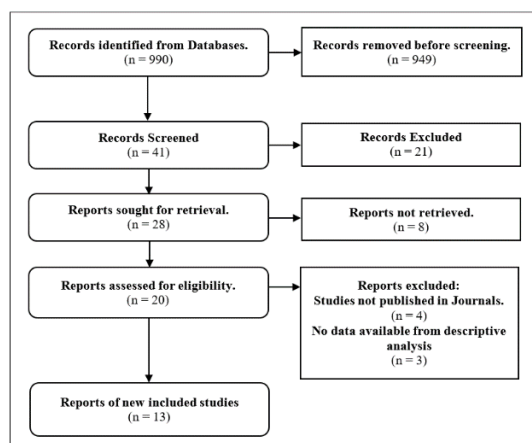 Records identified from Databases.
(n = 990)
Records removed before screening.
(n = 949)
Records Screened
(n = 41)
Records Excluded
(n = 21)
Reports sought for retrieval.
(n = 28)
Reports not retrieved.
(n = 8)
Reports assessed for eligibility.
(n = 20)
Reports excluded:
Studies not published in Journals.
(n = 4)
No data available from descriptive
analysis
(n = 3)
Reports of new included studies
(n = 13)